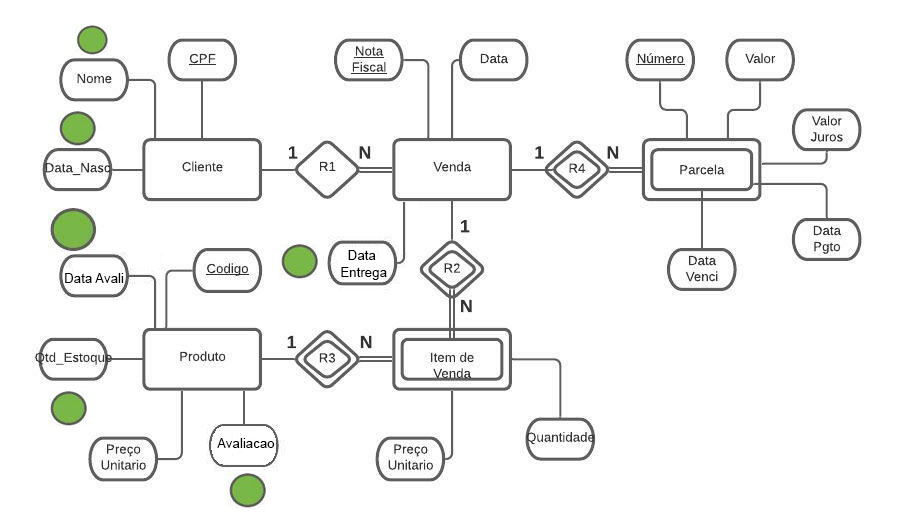 CPF
Nota
Fiscal
Data
Número
Valor
Nome
Valor
Juros
Data_Nasc
Cliente
1
R1
N
Venda
1
R4
N
Parcela
Data
Entrega
1
R2
N
Data
Venci
Data
Pgto
Data Avali
Codigo
Qtd_Estoque
Produto
1
R3
N
Item de
Venda
Preço
Unitario
Avaliacao
Preço
Unitario
Quantidade